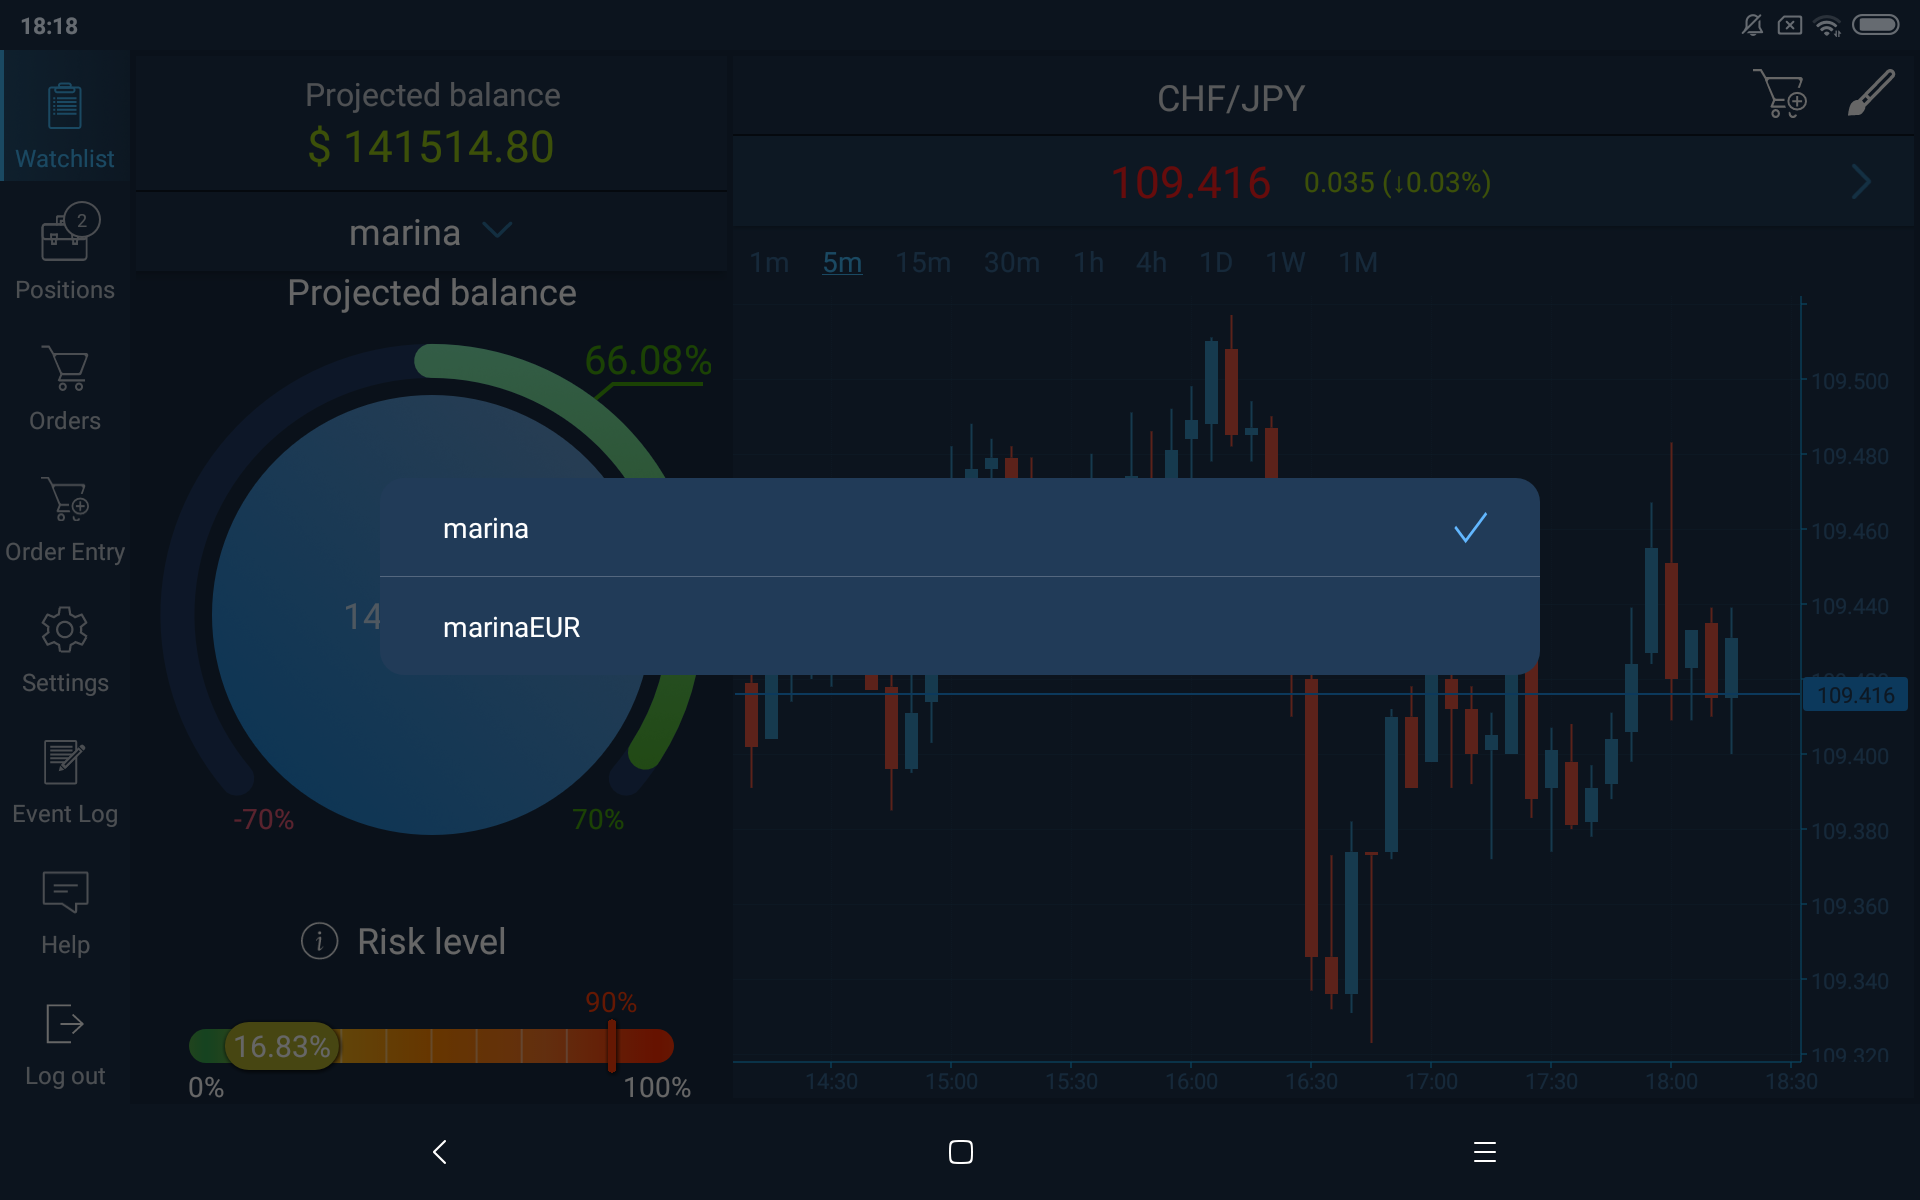 18:18
Watchlist
2
Positions
Orders
Order Entry
Settings
Event Log
Help
Log out
Projected balance
$ 141514.80
marina
Projected balance
66.08%
14
-70%
70%
Risk level
90%
16.83%
0%
100%
CHF/JPY
109.416 0.035 (↓0.03%)
1m 5m 15m 30m 1h 4h 1D 1W 1M
109.500
109.480
109.460
109.440
109.416
109.400
109.380
109.360
109.340
109.320
14:30 15:00 15:30 16:00 16:30 17:00 17:30 18:00 18:30
marina
marinaEUR